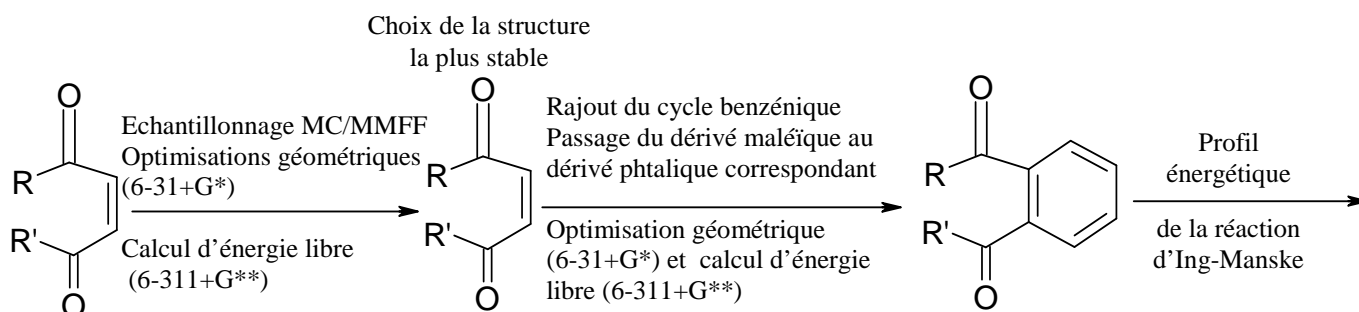 Choix de la structure
la plus stable
O
R
R'
O
Echantillonnage MC/MMFF
Optimisations géométriques
(6-31+G*)
Calcul d’énergie libre
(6-311+G**)
O
R
R'
O
Rajout du cycle benzénique
Passage du dérivé maléïque au
dérivé phtalique correspondant
Optimisation géométrique
(6-31+G*) et calcul d’énergie
libre (6-311+G**)
O
R
R'
O
Profil
énergétique
de la réaction
d’Ing-Manske